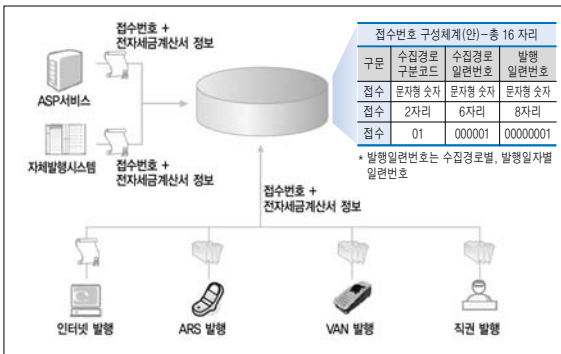 접수번호 +
전자세금계산서 정보
ASP서비스
자체발행시스템
접수번호 +
전자세금계산서 정보
접수번호 구성체계(안)-총 16 자리
구분 수집경로 구분코드 수집경로 일련번호 발행 일련번호
접수 문자형 숫자 문자형 숫자 문자형 숫자
접수 2자리 6자리 8자리
접수 01 000001 00000001
* 발행일련번호는 수집경로별, 발행일자별
일련번호
접수번호 +
전자세금계산서 정보
인터넷 발행 ARS 발행 VAN 발행 직권 발행